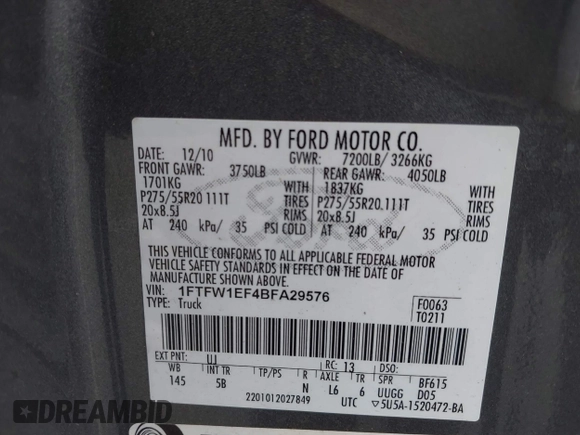 MFD. BY FORD MOTOR CO.
DATE: 12/10 GVWR: 7200LB/ 3266KG
FRONT GAWR: 3750LB REAR GAWR: 4050LB
1701KG WITH 1837KG WITH
P275/55R20 111T TIRES P275/55R20 111T TIRES
20x8.5J RIMS 20x8.5J RIMS
AT 240 kPa/ 35 PSI COLD AT 240 kPa/ 35 PSI COLD
THIS VEHICLE CONFORMS TO ALL APPLICABLE FEDERAL MOTOR
VEHICLE SAFETY STANDARDS IN EFFECT ON THE DATE OF
MANUFACTURE SHOWN ABOVE.
VIN: 1FTFW1EF4BFA29576
TYPE: Truck
F0063
T0211
EXT PNT: UJ RC: 13 DSO:
WB INT TR TP/PS R AXLE TR SPR BF615
145 5B N L6 6 UUGG D05
2201012027849 UTC ▽5U5A-1520472-BA
DREAMBID
Ford